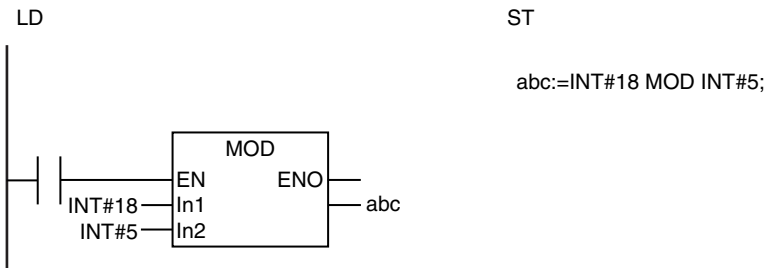 LD
ST
abc:=INT#18 MOD INT#5;
MOD
EN ENO
INT#18 In1 abc
INT#5 In2